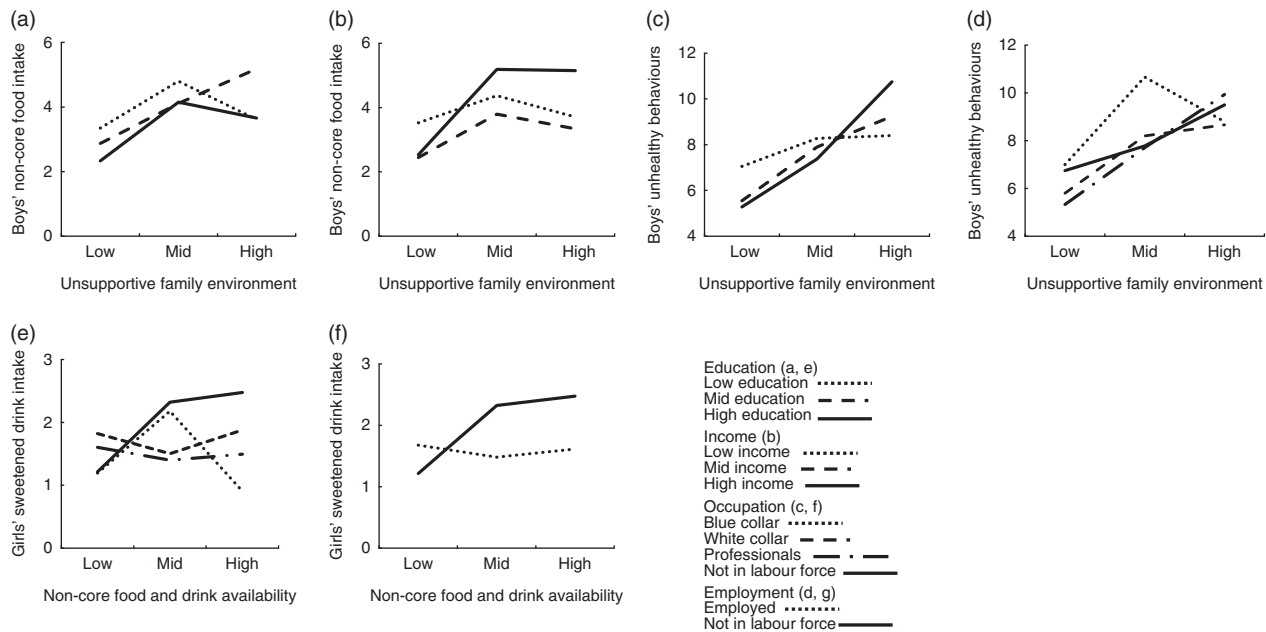 (a)
Boys' non-core food intake
6
4
2
0
Low Mid High
Unsupportive family environment
(b)
Boys' non-core food intake
6
4
2
0
Low Mid High
Unsupportive family environment
(c)
Boys' unhealthy behaviours
12
10
8
6
4
Low Mid High
Unsupportive family environment
(d)
Boys' unhealthy behaviours
12
10
8
6
4
Low Mid High
Unsupportive family environment
(e)
Girls' sweetened drink intake
3
2
1
0
Low Mid High
Non-core food and drink availability
(f)
Girls' sweetened drink intake
3
2
1
0
Low Mid High
Non-core food and drink availability
Education (a, e)
Low education
Mid education
High education
Income (b)
Low income
Mid income
High income
Occupation (c, f)
Blue collar
White collar
Professionals
Not in labour force
Employment (d, g)
Employed
Not in labour force